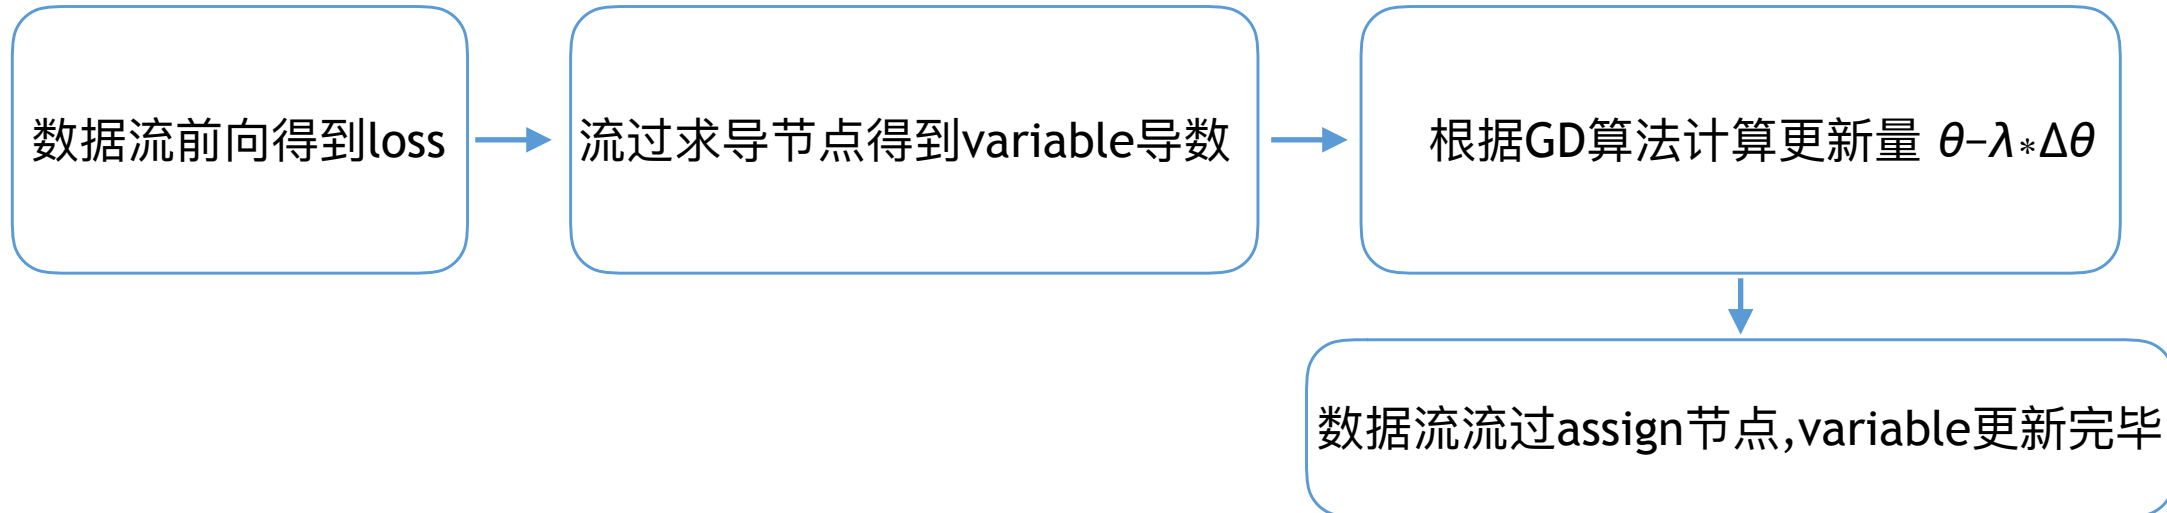 数据流前向得到loss
流过求导节点得到variable导数
根据GD算法计算更新量 θ−λ∗Δθ
数据流流过assign节点,variable更新完毕